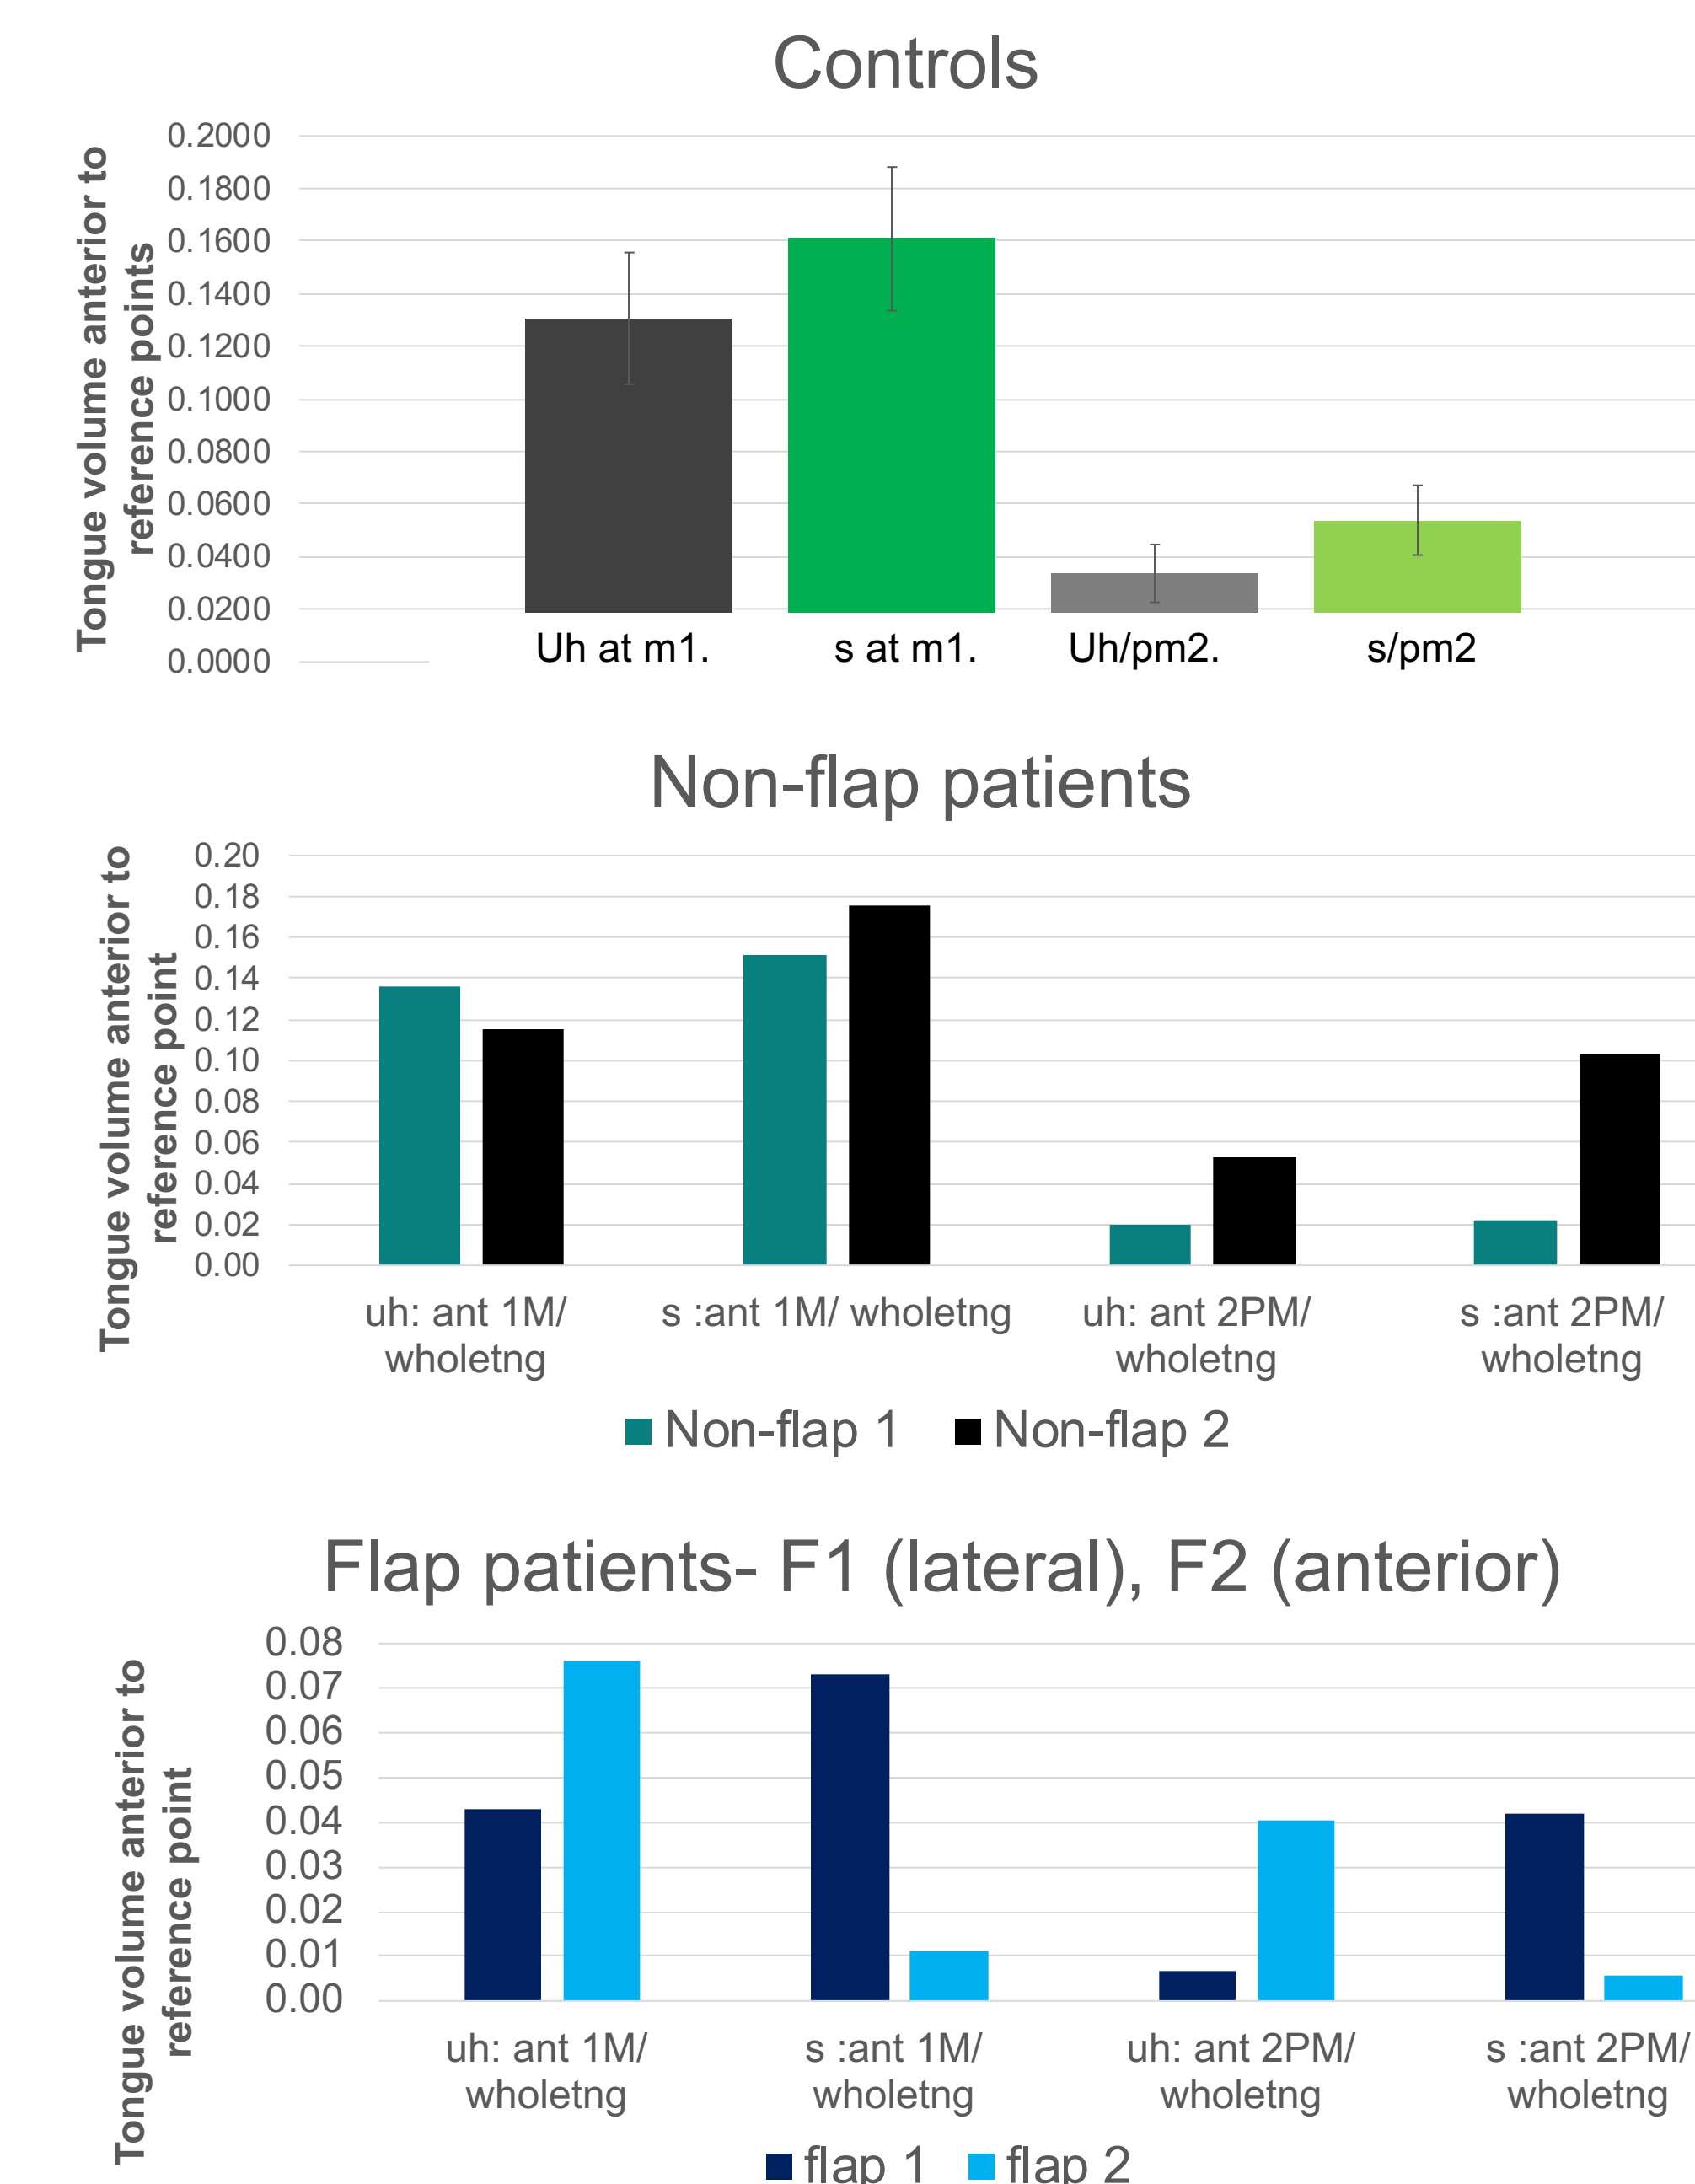 Controls
Tongue volume anterior to
reference points
0.2000
0.1800
0.1600
0.1400
0.1200
0.1000
0.0800
0.0600
0.0400
0.0200
0.0000
Uh at m1.
s at m1.
Uh/pm2.
s/pm2
Non-flap patients
Tongue volume anterior to
reference point
0.20
0.18
0.16
0.14
0.12
0.10
0.08
0.06
0.04
0.02
0.00
uh: ant 1M/
wholetng
s :ant 1M/ wholetng
uh: ant 2PM/
wholetng
s :ant 2PM/
wholetng
Non-flap 1
Non-flap 2
Flap patients- F1 (lateral), F2 (anterior)
Tongue volume anterior to
reference point
0.08
0.07
0.06
0.05
0.04
0.03
0.02
0.01
0.00
uh: ant 1M/
wholetng
s :ant 1M/
wholetng
uh: ant 2PM/
wholetng
s :ant 2PM/
wholetng
flap 1
flap 2